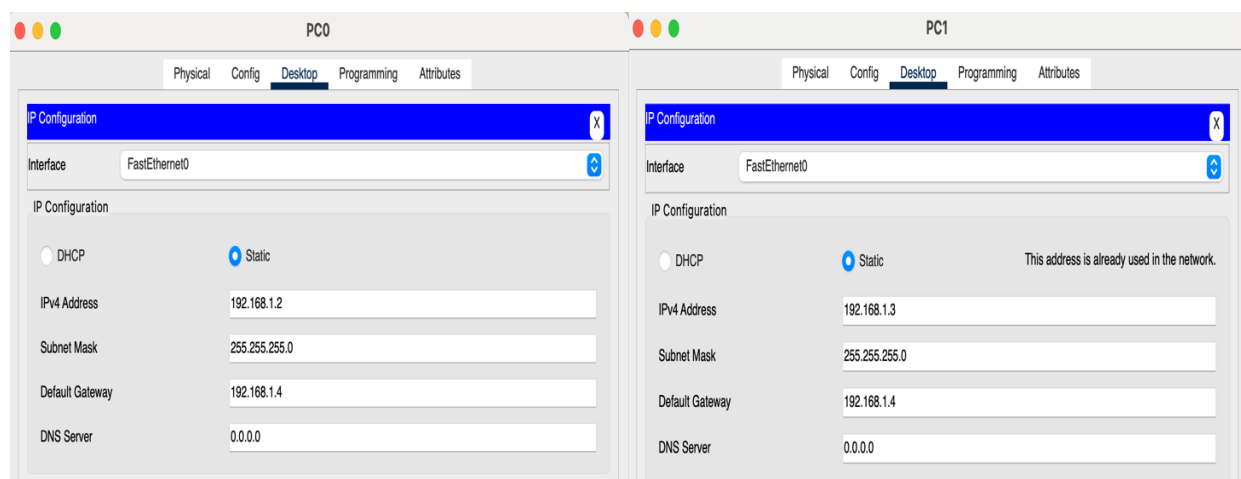 PC0
Physical Config Desktop Programming Attributes
IP Configuration X
Interface FastEthernet0
IP Configuration
DHCP Static
IPv4 Address 192.168.1.2
Subnet Mask 255.255.255.0
Default Gateway 192.168.1.4
DNS Server 0.0.0.0
PC1
Physical Config Desktop Programming Attributes
IP Configuration X
Interface FastEthernet0
IP Configuration
DHCP Static This address is already used in the network.
IPv4 Address 192.168.1.3
Subnet Mask 255.255.255.0
Default Gateway 192.168.1.4
DNS Server 0.0.0.0